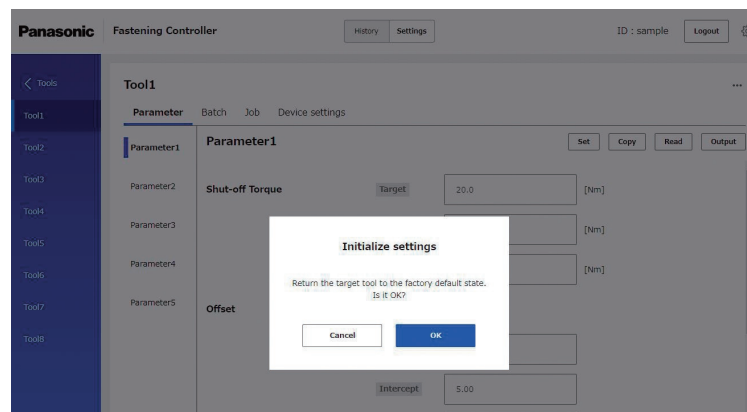 Panasonic Fastening Controller History Settings ID : sample Logout
Tools
Tool1
Tool2
Tool3
Tool4
Tool5
Tool6
Tool7
Tool8
Tool1
...
Parameter Batch Job Device settings
Parameter1
Parameter2
Parameter3
Parameter4
Parameter5
Parameter1 Set Copy Read Output
Shut-off Torque Target 20.0 [Nm]
[Nm]
[Nm]
Offset
Intercept 5.00
Initialize settings
Return the target tool to the factory default state.
Is it OK?
Cancel OK